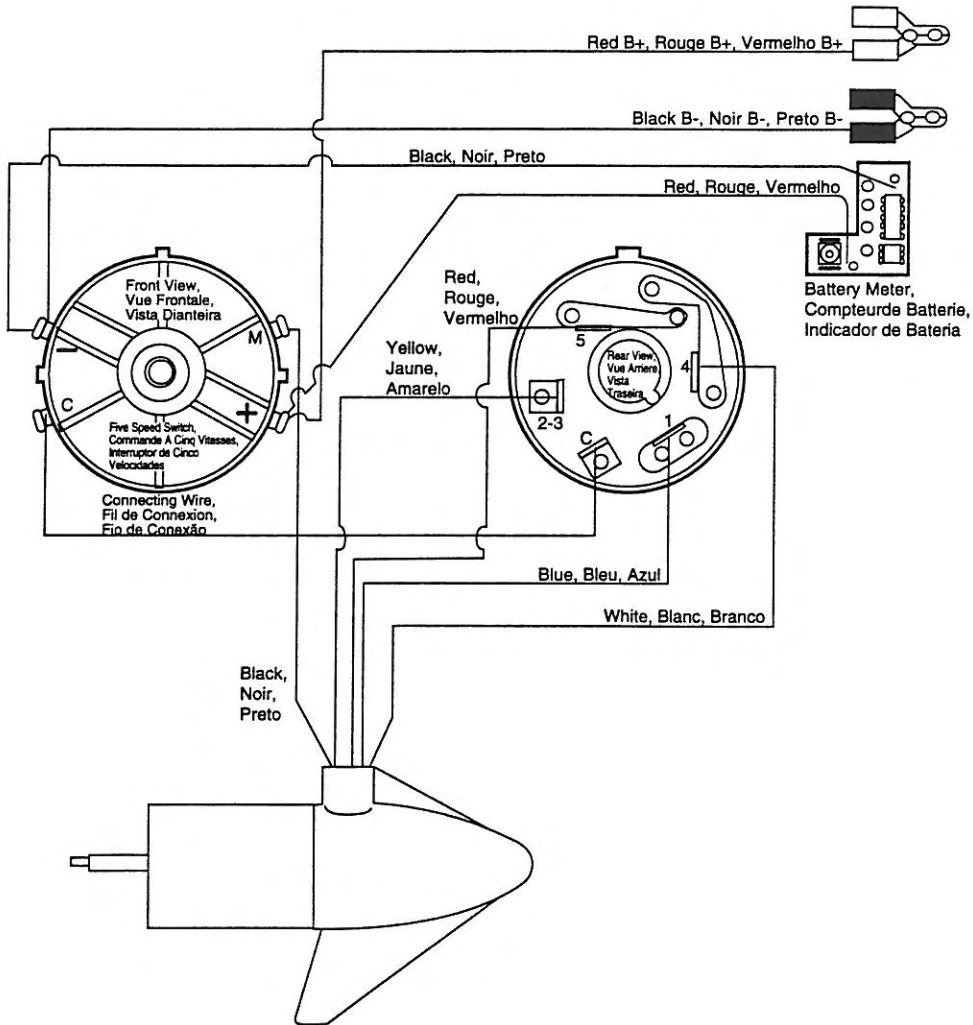 Red B+, Rouge B+, Vermelho B+
Black B-, Noir B-, Preto B-
Black, Noir, Preto
Red, Rouge, Vermelho
Battery Meter,
Compteurde Batterie,
Indicador de Bateria
Front View,
Vue Frontale,
Vista Dianteira
M
-
C
+
Five Speed Switch,
Commande A Cinq Vitesses,
Interruptor de Cinco
Velocidades
Connecting Wire,
Fil de Connexion,
Fio de Conexão
Red,
Rouge,
Vermelho
Yellow,
Jaune,
Amarelo
5
Rear View,
Vue Arriere,
Vista
Traseira
4
2-3
1
C
Blue, Bleu, Azul
White, Blanc, Branco
Black,
Noir,
Preto